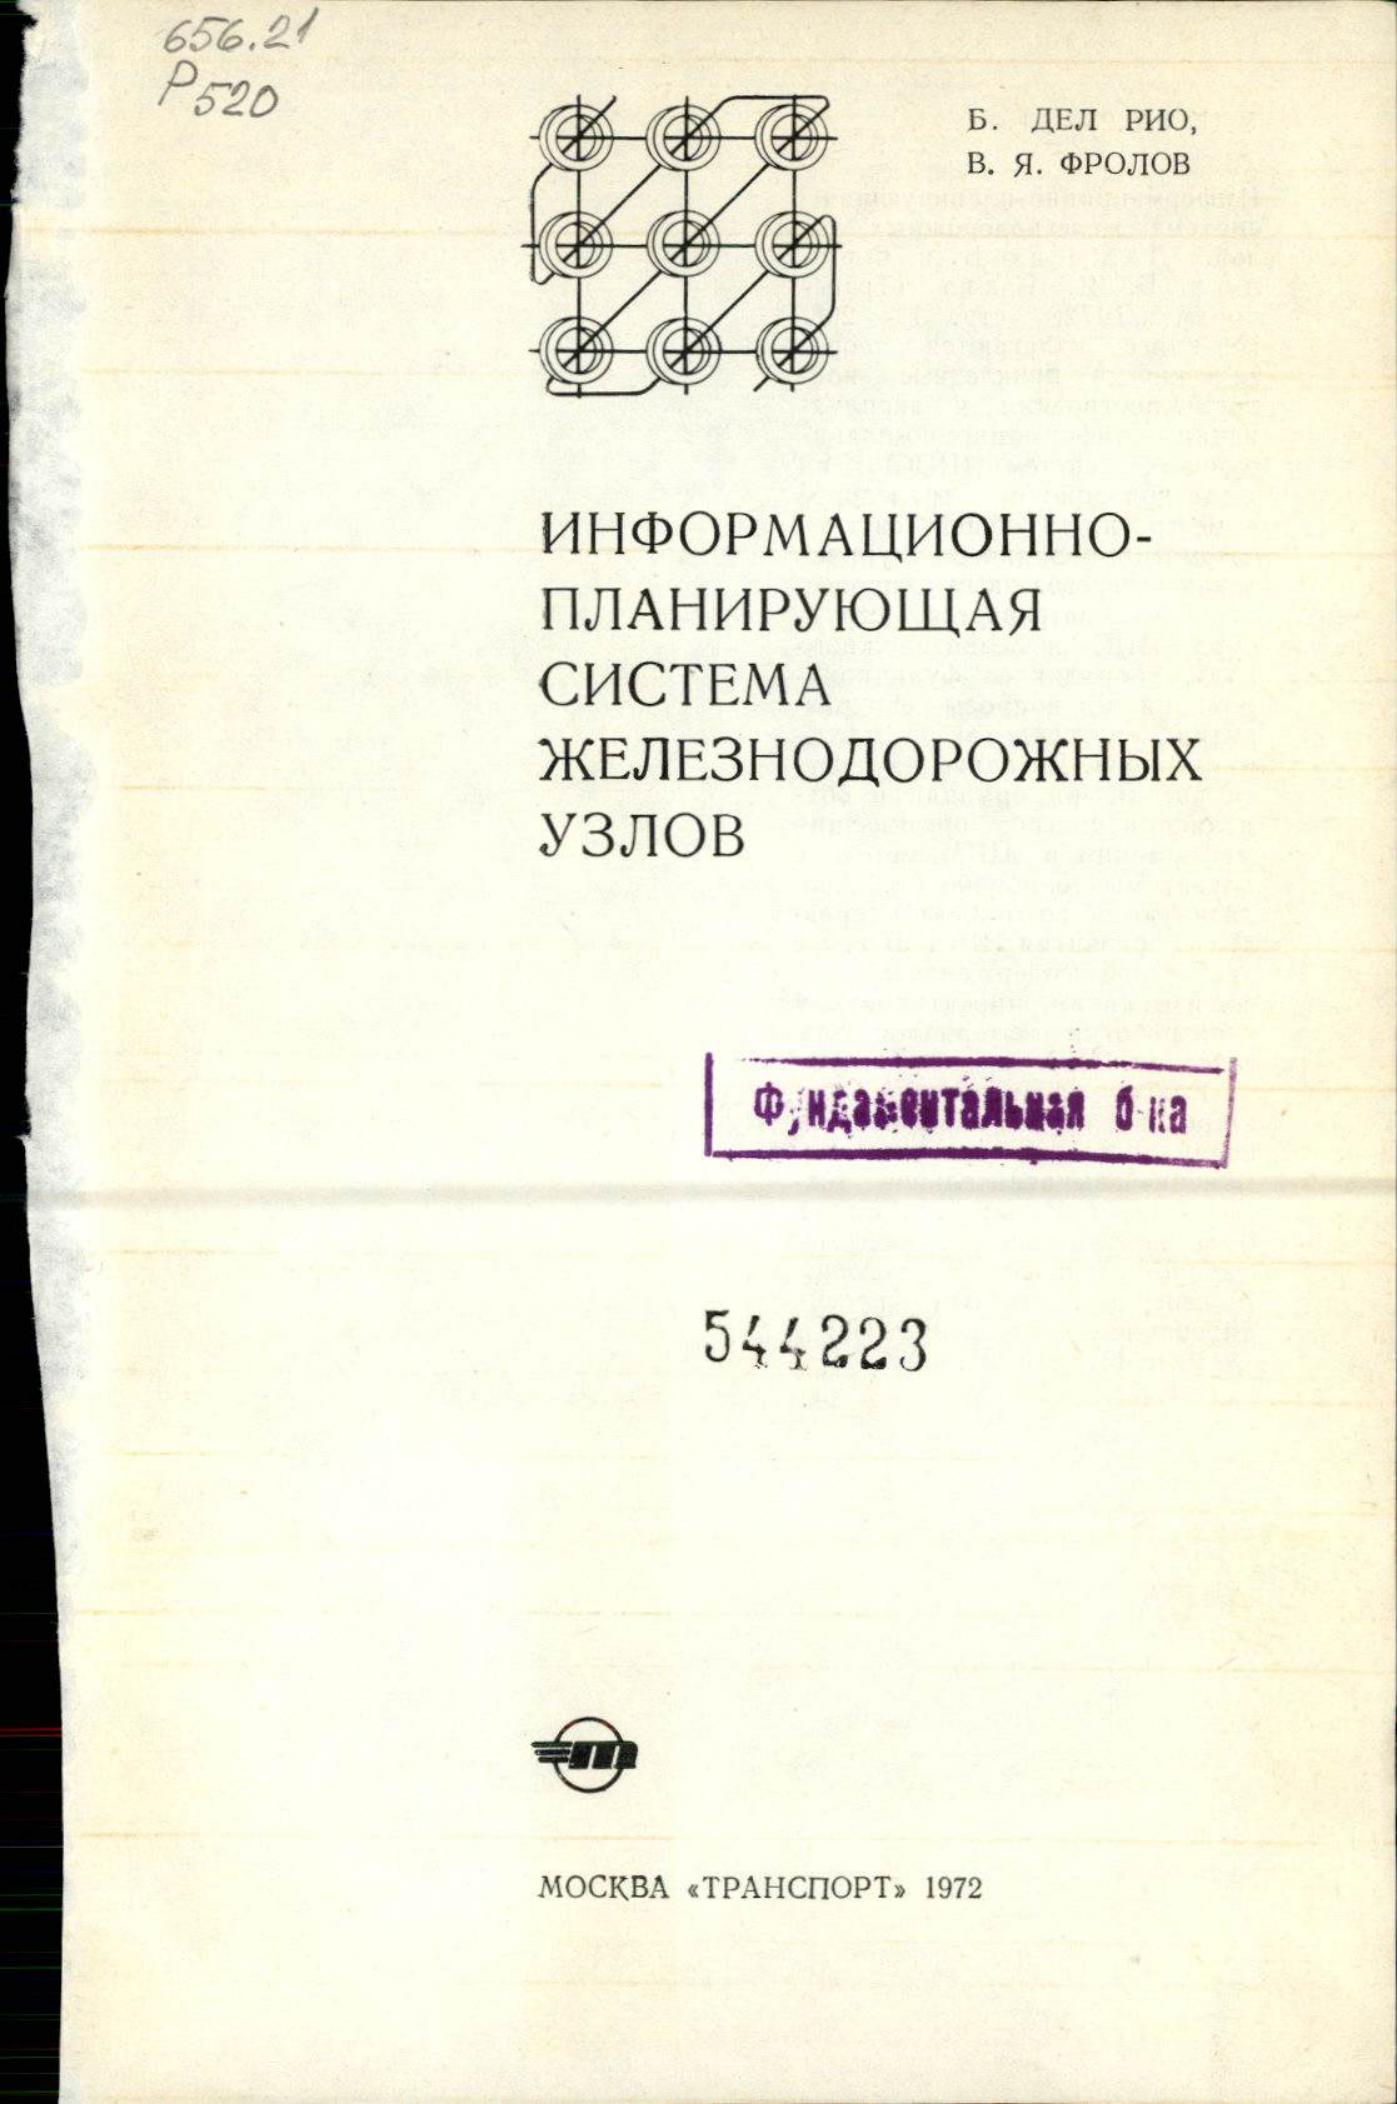 656.21
Р520
Б. ДЕЛ РИО,
В. Я. ФРОЛОВ
ИНФОРМАЦИОННО-
ПЛАНИРУЮЩАЯ
СИСТЕМА
ЖЕЛЕЗНОДОРОЖНЫХ
УЗЛОВ
Фундаментальная б-ка
544223
МОСКВА «ТРАНСПОРТ» 1972